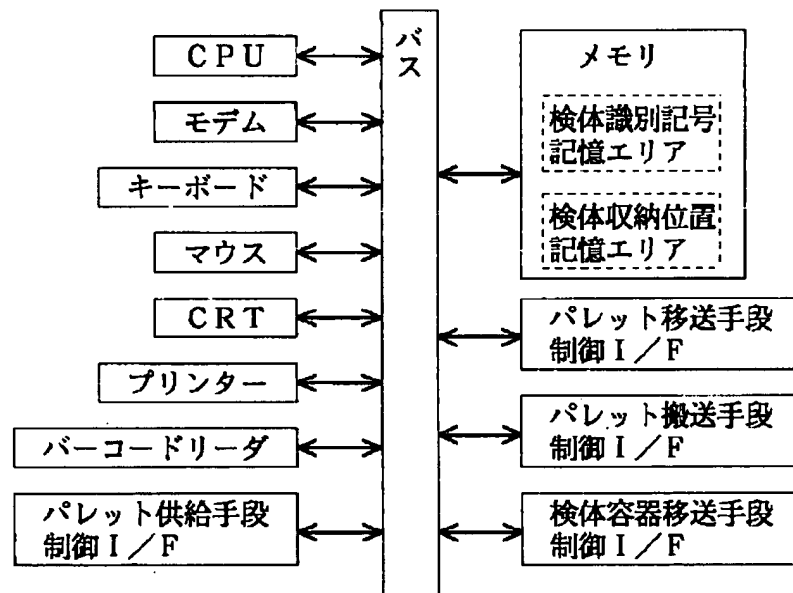 CPU
モデム
キーボード
マウス
CRT
プリンター
バーコードリーダ
パレット供給手段
制御I／F
バス
メモリ
検体識別記号
記憶エリア
検体収納位置
記憶エリア
パレット移送手段
制御I／F
パレット搬送手段
制御I／F
検体容器移送手段
制御I／F